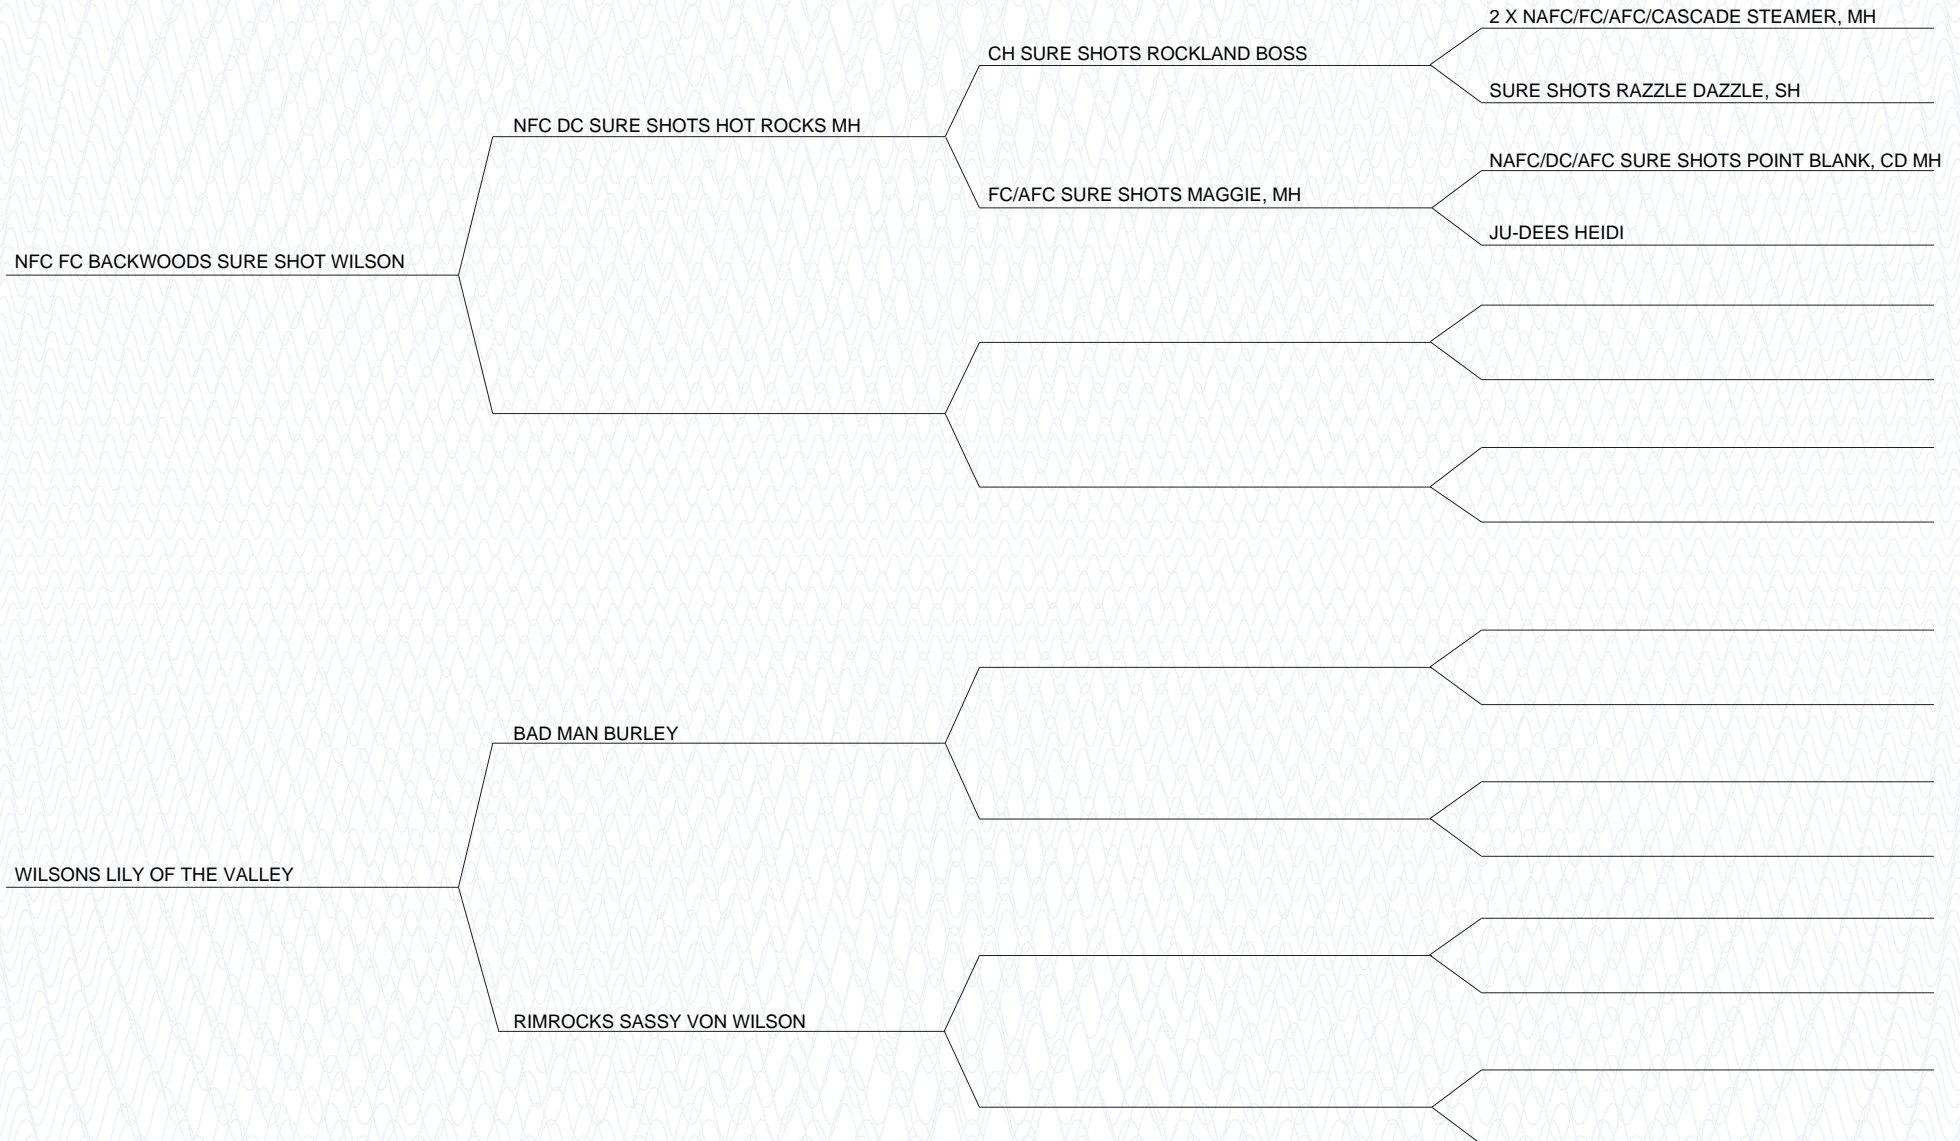 2 X NAFC/FC/AFC/CASCADE STEAMER, MH
CH SURE SHOTS ROCKLAND BOSS
SURE SHOTS RAZZLE DAZZLE, SH
NFC DC SURE SHOTS HOT ROCKS MH
NAFC/DC/AFC SURE SHOTS POINT BLANK, CD MH
FC/AFC SURE SHOTS MAGGIE, MH
JU-DEES HEIDI
NFC FC BACKWOODS SURE SHOT WILSON
BAD MAN BURLEY
WILSONS LILY OF THE VALLEY
RIMROCKS SASSY VON WILSON